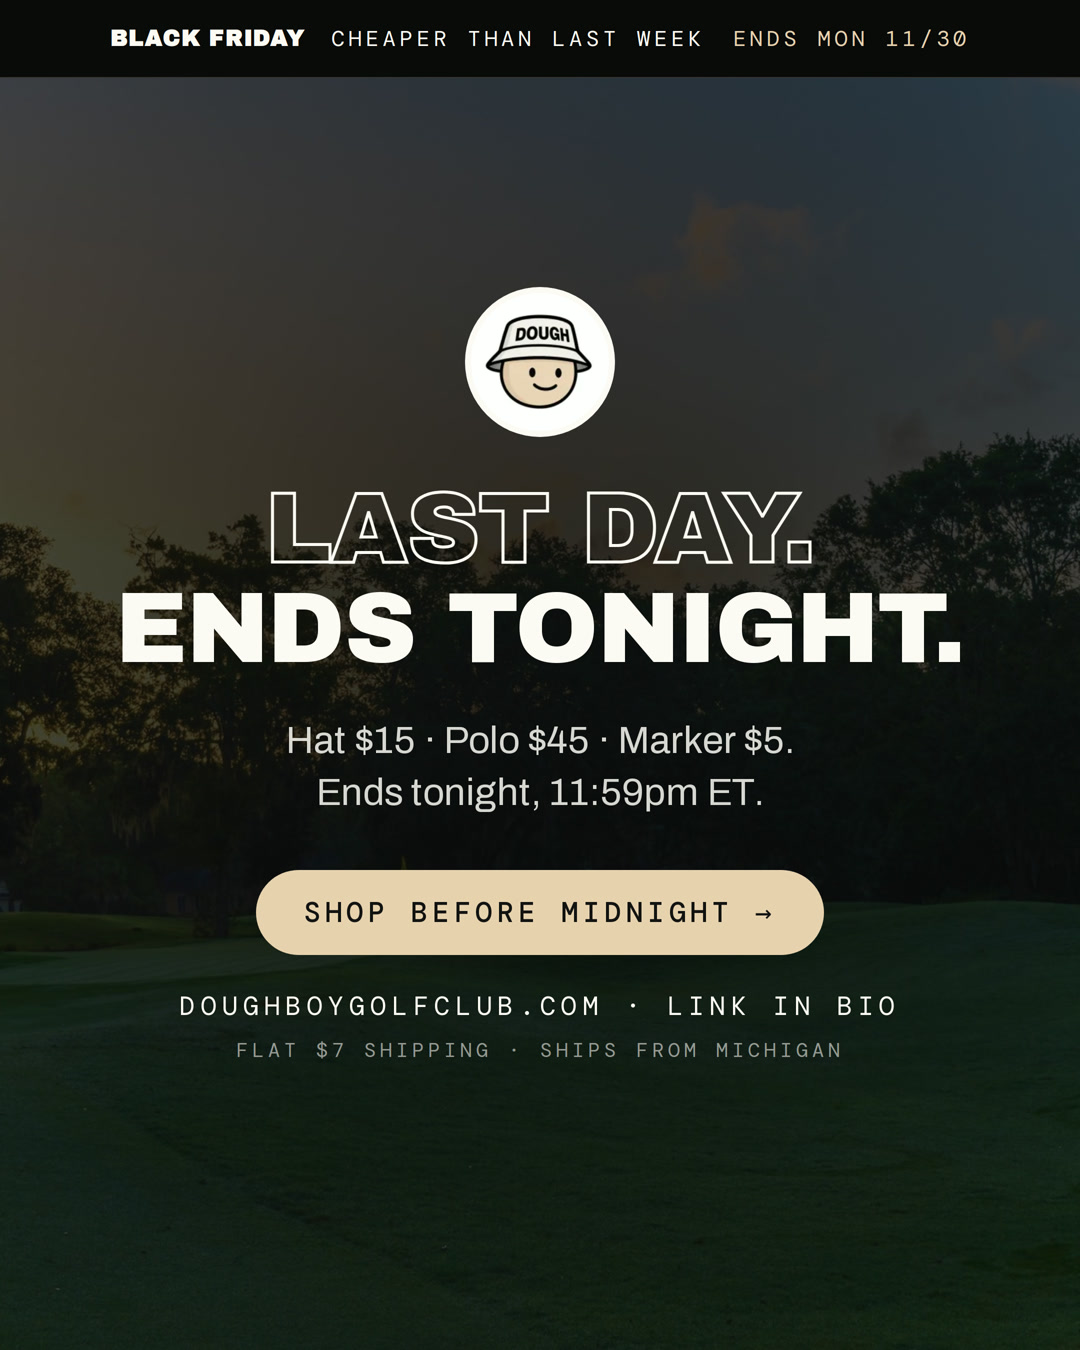 BLACK FRIDAY CHEAPER THAN LAST WEEK ENDS MON 11/30
DOUGH
LAST DAY.
ENDS TONIGHT.
Hat $15 · Polo $45 · Marker $5.
Ends tonight, 11:59pm ET.
SHOP BEFORE MIDNIGHT →
DOUGHBOYGOLFCLUB.COM · LINK IN BIO
FLAT $7 SHIPPING · SHIPS FROM MICHIGAN